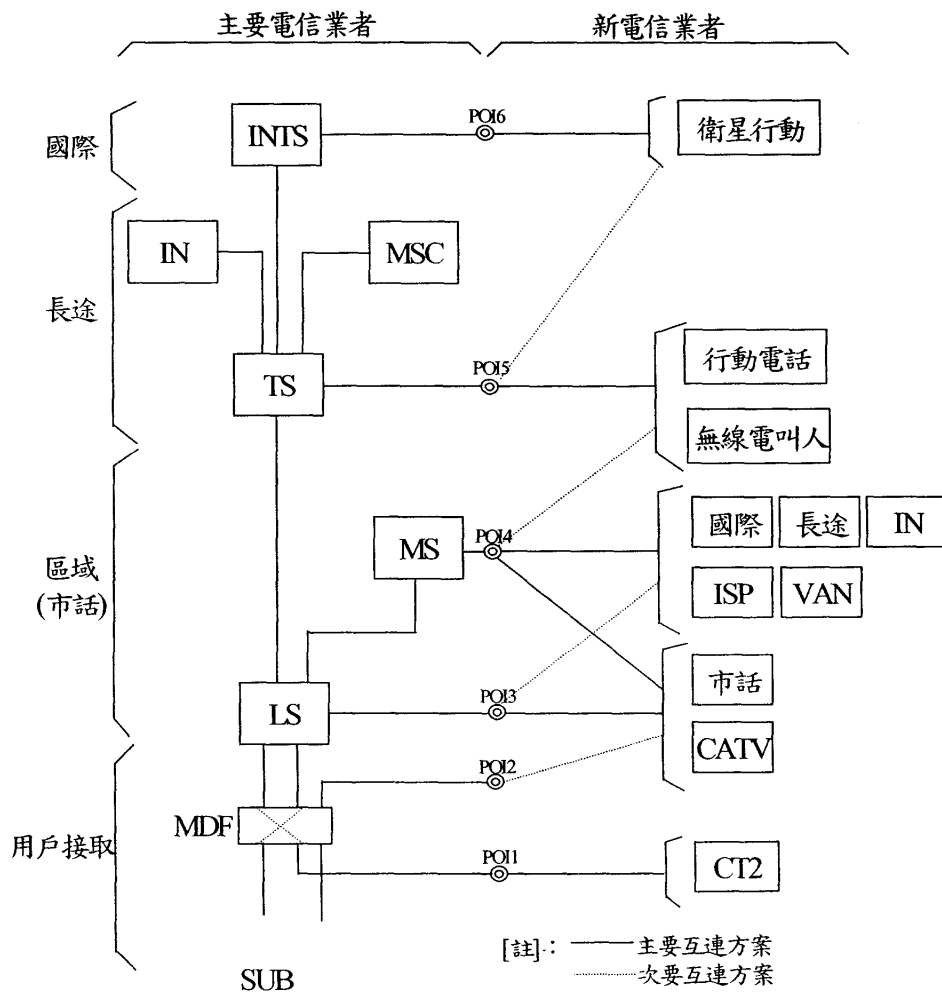 主要電信業者
新電信業者
國際
INTS
POI6
衛星行動
長途
IN
MSC
TS
POI5
行動電話
無線電叫人
區域
(市話)
MS
POI4
國際
長途
IN
ISP
VAN
LS
POI3
市話
CATV
用戶接取
MDF
POI2
POI1
CT2
SUB
[註]：
主要互連方案
次要互連方案